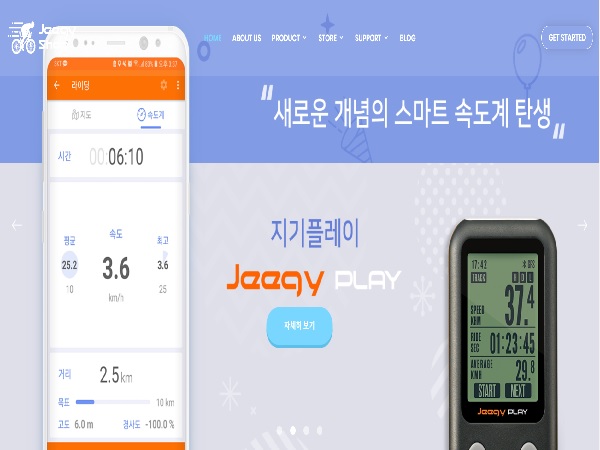 HOME ABOUT US PRODUCT STORE SUPPORT BLOG GET STARTED
"새로운 개념의 스마트 속도계 탄생"
지기플레이
Jeegy PLAY
자세히 보기
라이딩
지도 속도계
시간 00:06:10
평균 속도 최고
25.2 3.6 3.6
10 km/h 25
거리 2.5 km
목표 10 km
고도 6.0 m 경사도 -100.0 %
17:42 GPS
TRACK
SPEED KMH 37.4
RIDE SEC 01:23:45
AVERAGE KMH 29.8
START NEXT
Jeegy PLAY